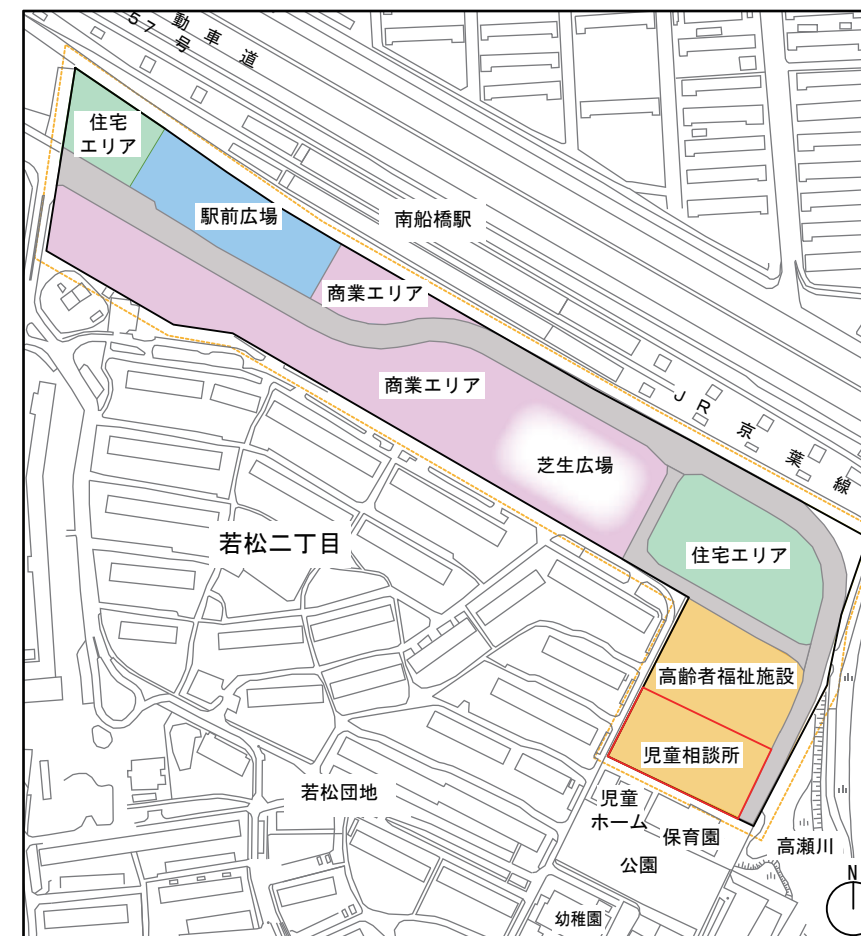 動車道
57号
住宅
エリア
駅前広場
南船橋駅
商業エリア
商業エリア
JR京葉線
芝生広場
若松二丁目
住宅エリア
高齢者福祉施設
児童相談所
若松団地
児童
ホーム
保育園
高瀬川
公園
幼稚園
N